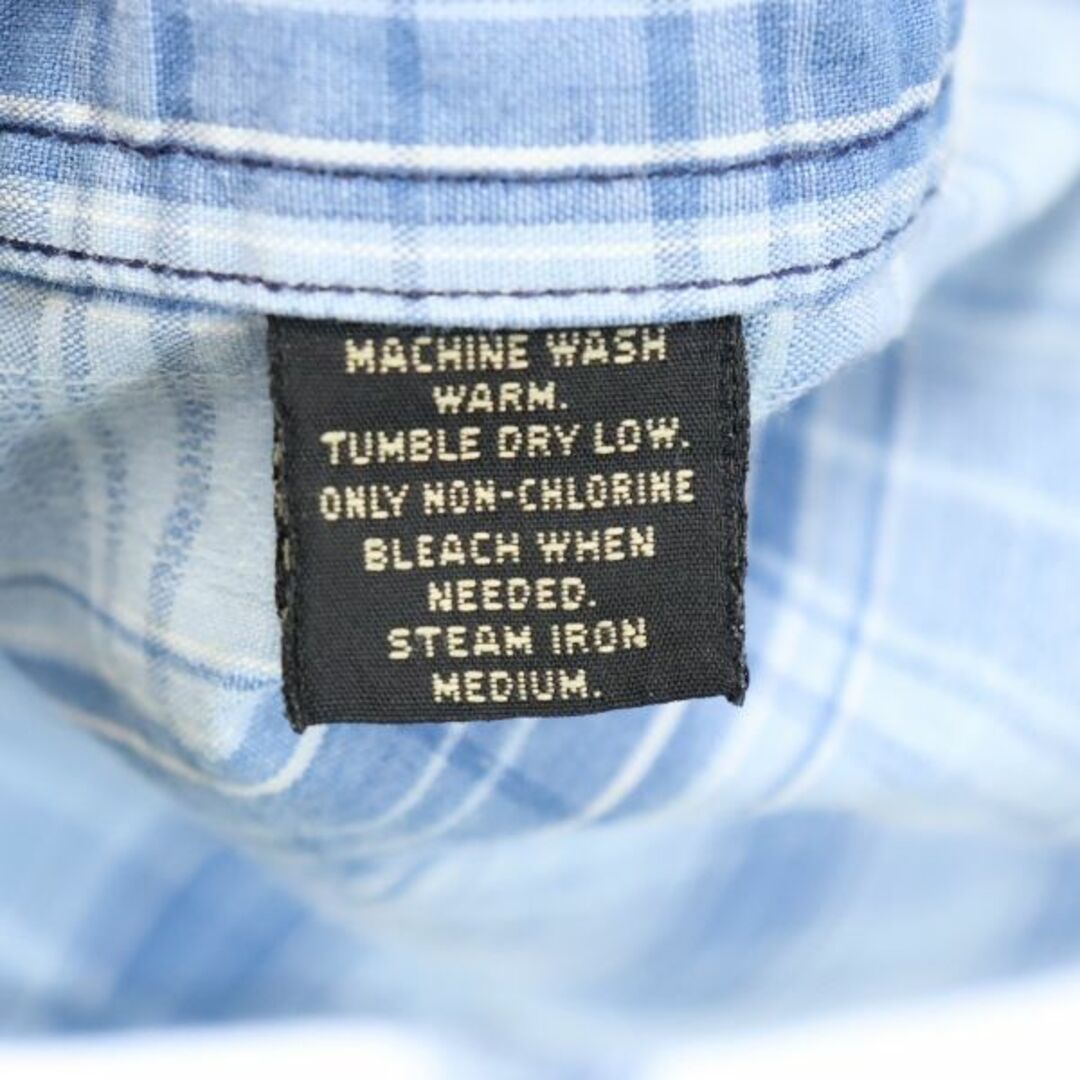 MACHINE WASH
WARM.
TUMBLE DRY LOW.
ONLY NON-CHLORINE
BLEACH WHEN
NEEDED.
STEAM IRON
MEDIUM.